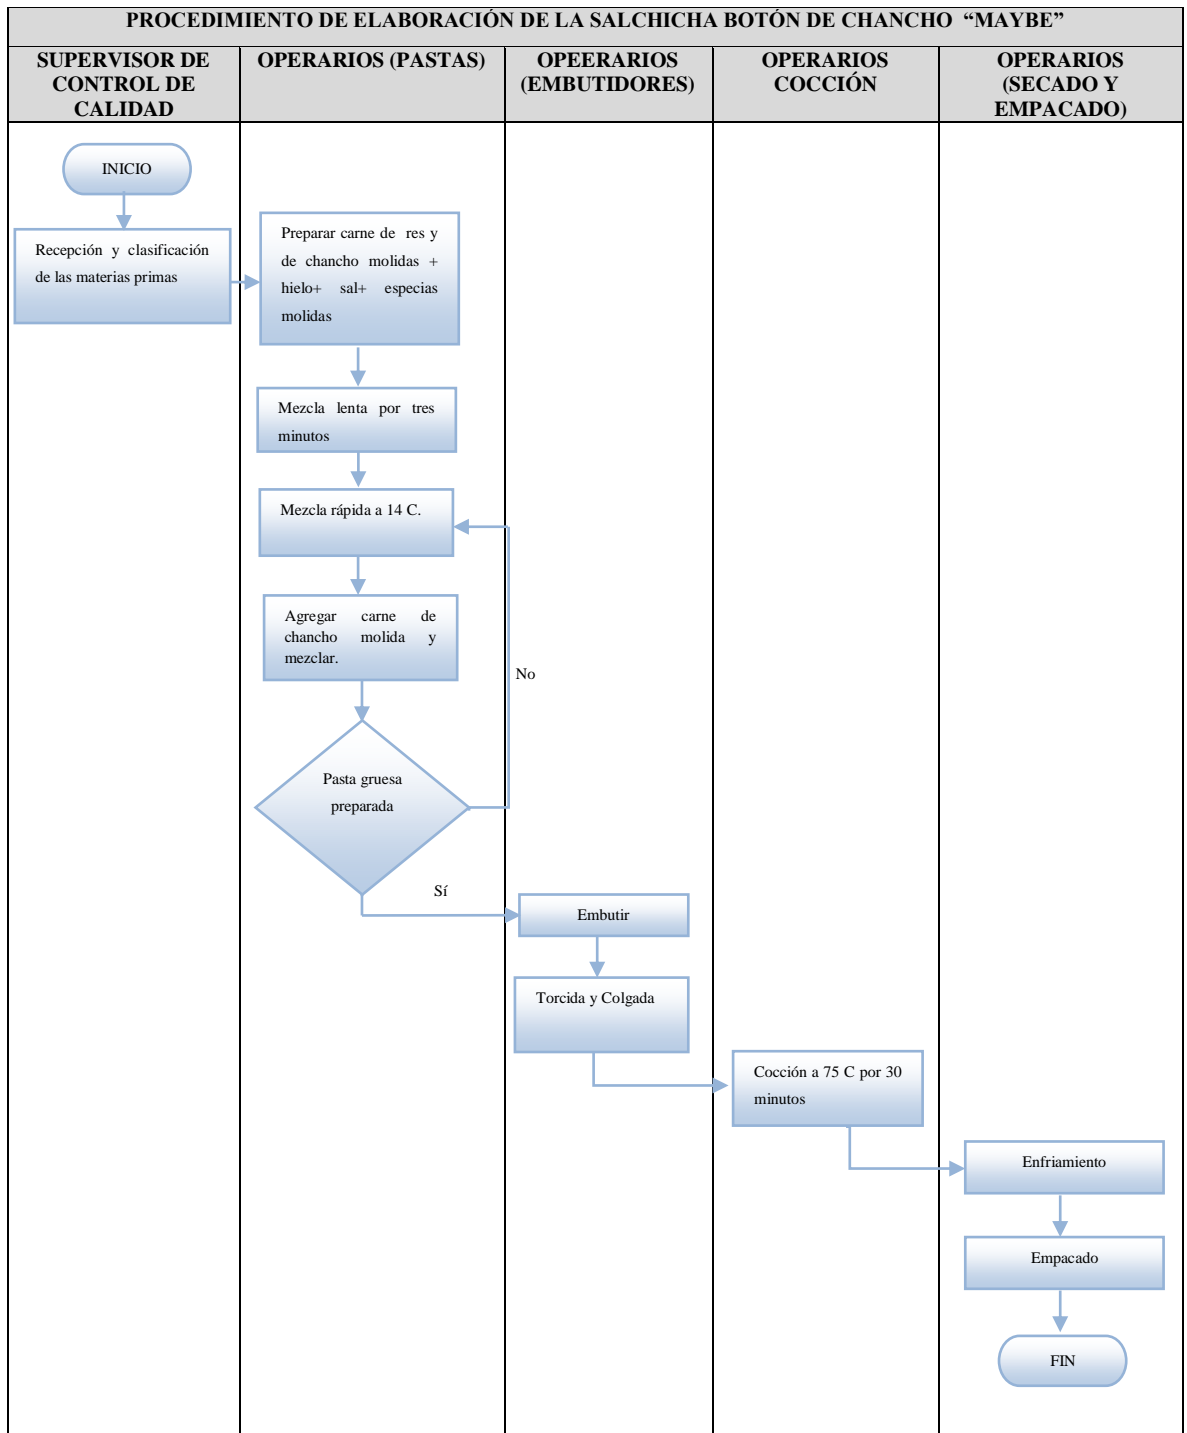 PROCEDIMIENTO DE ELABORACIÓN DE LA SALCHICHA BOTÓN DE CHANCHO “MAYBE”
SUPERVISOR DE
CONTROL DE
CALIDAD
OPERARIOS (PASTAS)
OPEERARIOS
(EMBUTIDORES)
OPERARIOS
COCCIÓN
OPERARIOS
(SECADO Y
EMPACADO)
INICIO
Recepción y clasificación
de las materias primas
Preparar carne de res y
de chancho molidas +
hielo+ sal+ especias
molidas
Mezcla lenta por tres
minutos
Mezcla rápida a 14 C.
Agregar carne de
chancho molida y
mezclar.
No
Pasta gruesa
preparada
Sí
Embutir
Torcida y Colgada
Cocción a 75 C por 30
minutos
Enfriamiento
Empacado
FIN